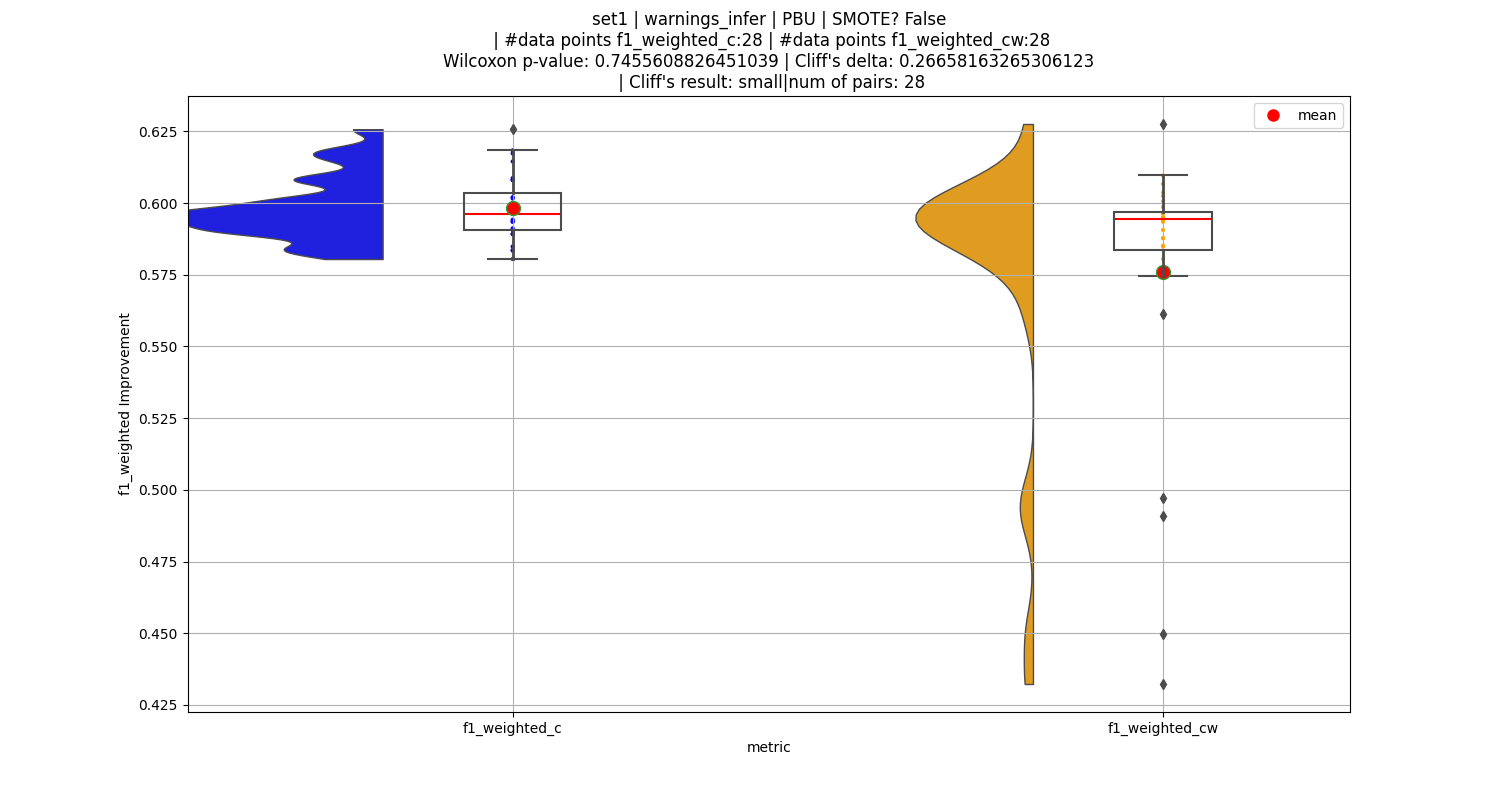 set1 | warnings_infer | PBU | SMOTE? False
| #data points f1_weighted_c:28 | #data points f1_weighted_cw:28
Wilcoxon p-value: 0.7455608826451039 | Cliff's delta: 0.26658163265306123
| Cliff's result: small|num of pairs: 28
mean
0.625
0.600
0.575
0.550
0.525
0.500
0.475
0.450
0.425
f1_weighted Improvement
f1_weighted_c
f1_weighted_cw
metric